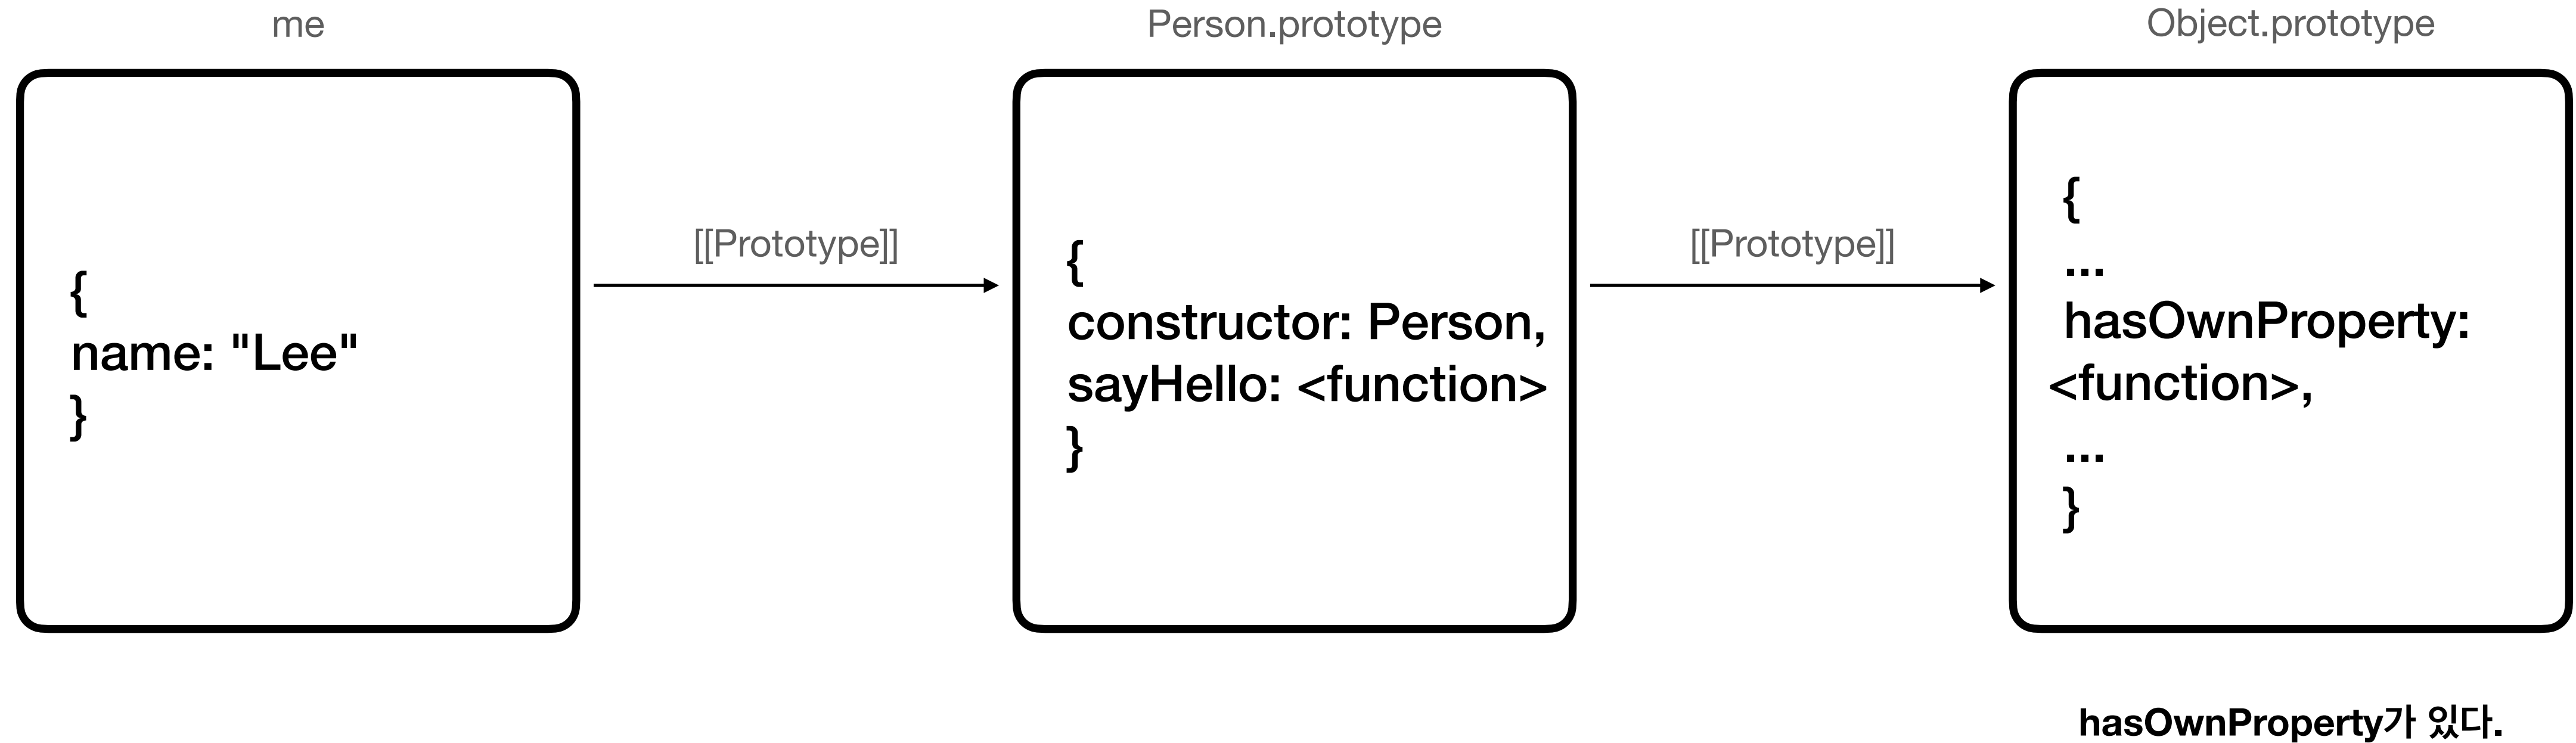 me
{
name: "Lee"
}
[[Prototype]]
Person.prototype
{
constructor: Person,
sayHello: <function>
}
[[Prototype]]
Object.prototype
{
...
hasOwnProperty:
<function>,
...
}
hasOwnProperty가 있다.